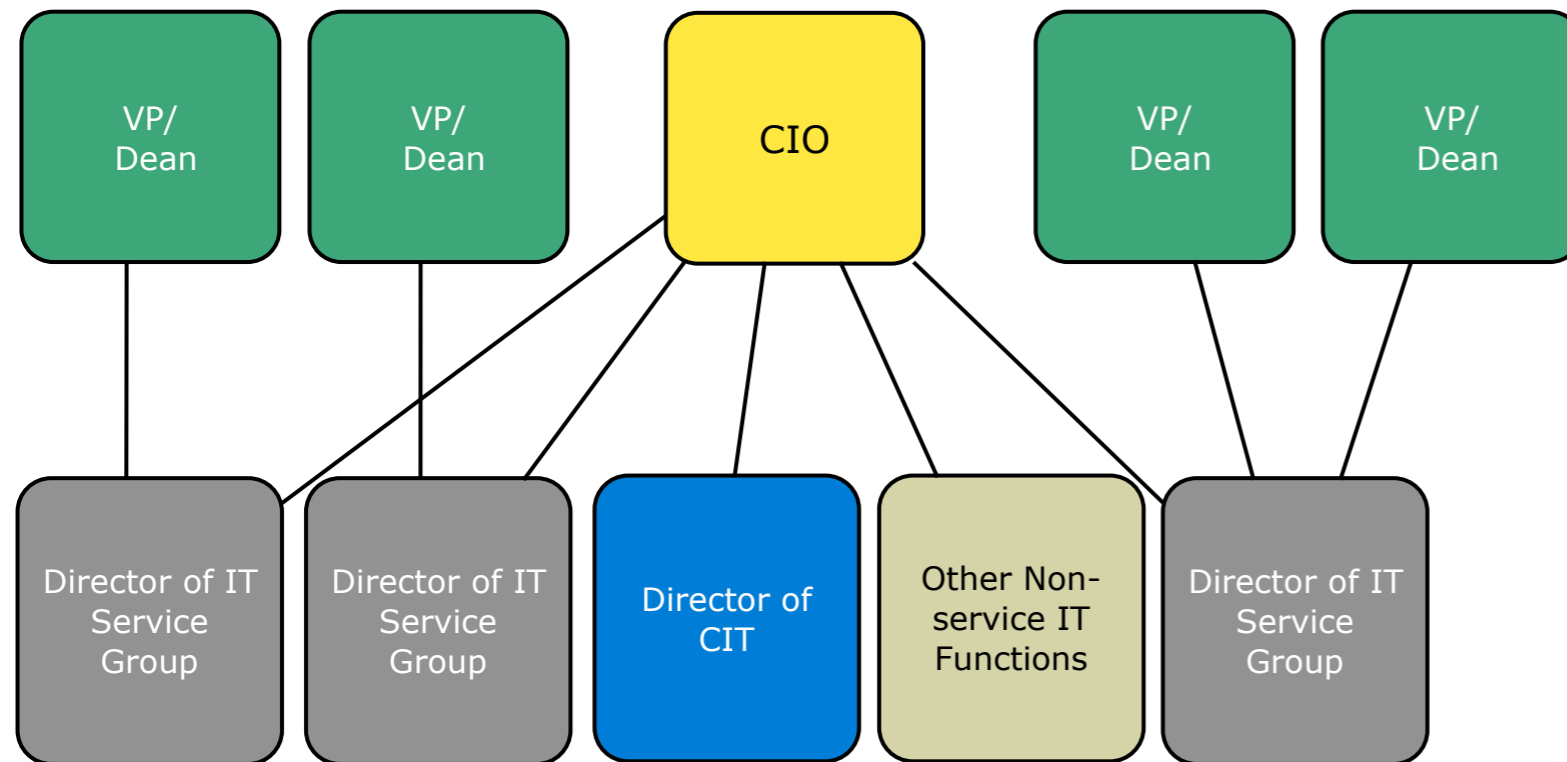 VP/
Dean
VP/
Dean
CIO
VP/
Dean
VP/
Dean
Director of IT
Service
Group
Director of IT
Service
Group
Director of
CIT
Other Non-
service IT
Functions
Director of IT
Service
Group